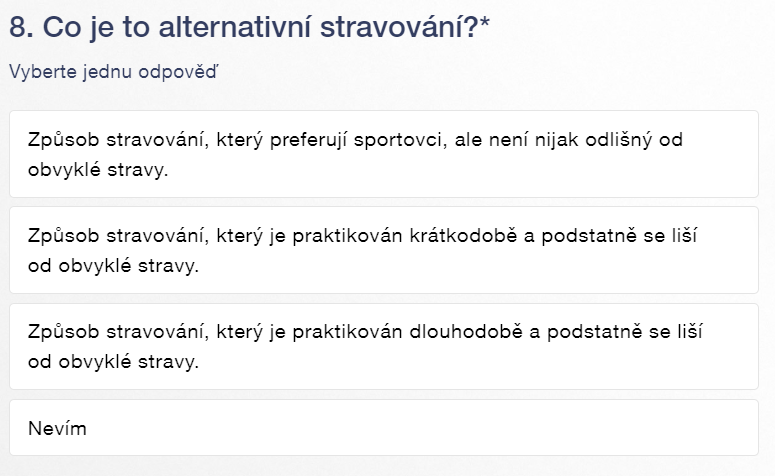 8. Co je to alternativní stravování?*
Vyberte jednu odpověď
Způsob stravování, který preferují sportovci, ale není nijak odlišný od
obvyklé stravy.
Způsob stravování, který je praktikován krátkodobě a podstatně se liší
od obvyklé stravy.
Způsob stravování, který je praktikován dlouhodobě a podstatně se liší
od obvyklé stravy.
Nevím